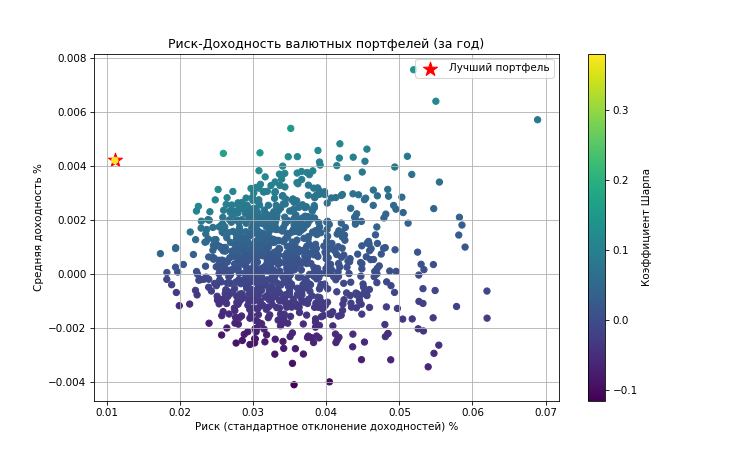 Риск-Доходность валютных портфелей (за год)
Лучший портфель
0.008
0.006
0.004
0.002
0.000
−0.002
−0.004
Средняя доходность %
0.01 0.02 0.03 0.04 0.05 0.06 0.07
Риск (стандартное отклонение доходностей) %
0.3
0.2
0.1
0.0
−0.1
Коэффициент Шарпа